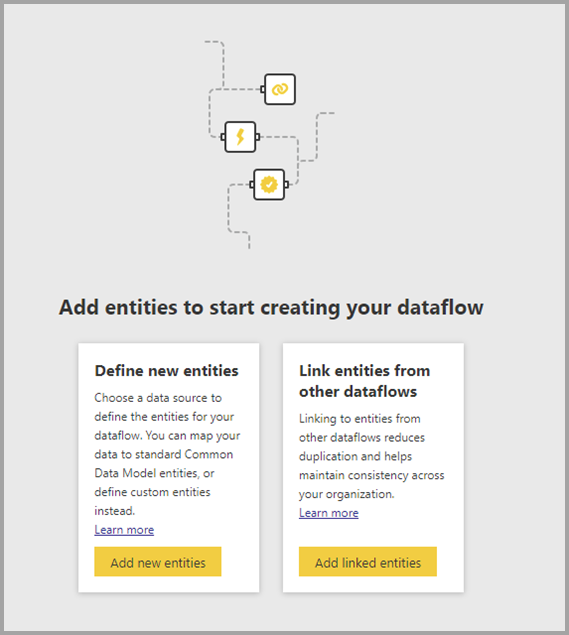 Add entities to start creating your dataflow
Define new entities
Choose a data source to
define the entities for your
dataflow. You can map your
data to standard Common
Data Model entities, or
define custom entities
instead.
Learn more
Add new entities
Link entities from
other dataflows
Linking to entities from
other dataflows reduces
duplication and helps
maintain consistency across
your organization.
Learn more
Add linked entities